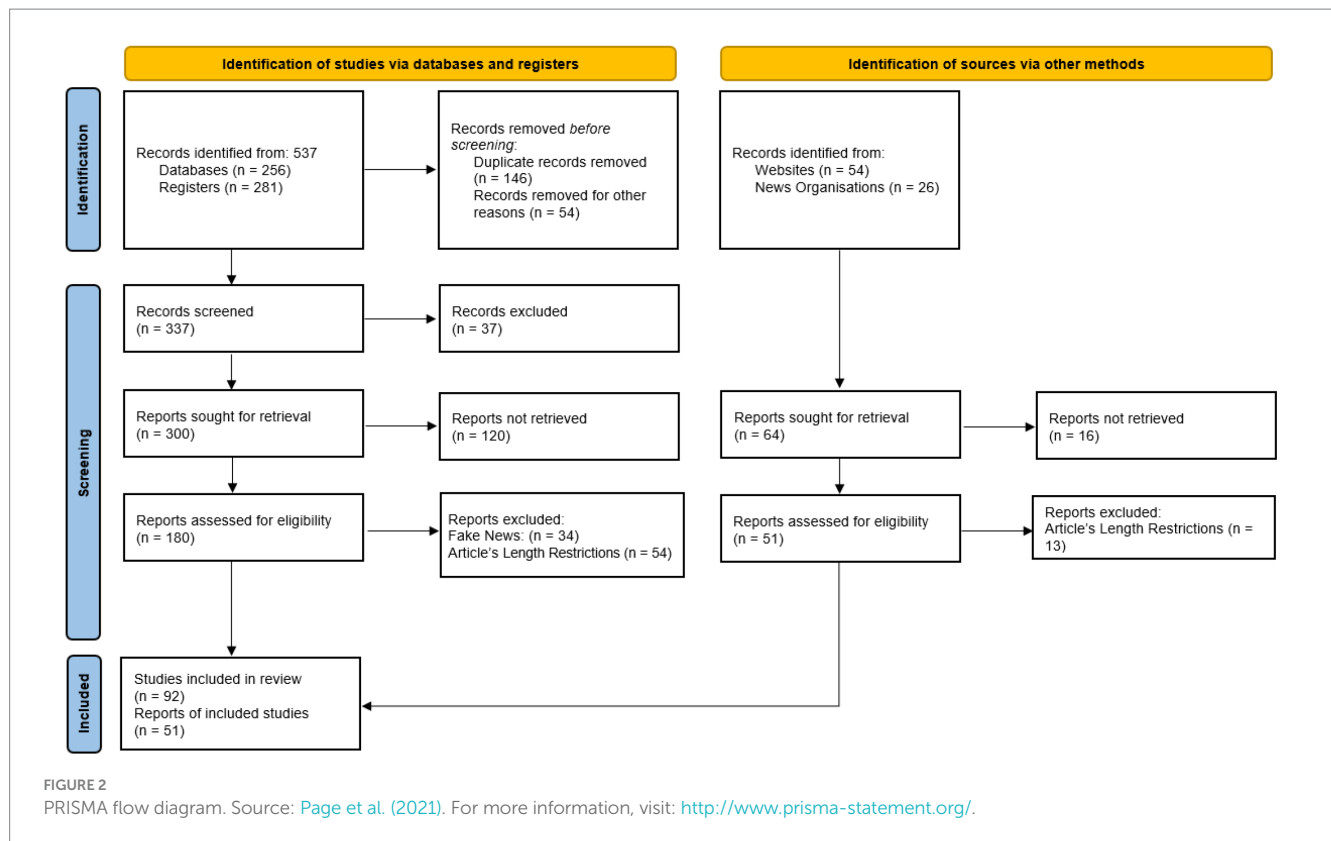 Identification of studies via databases and registers
Identification of sources via other methods
Identification
Records identified from: 537
Databases (n = 256)
Registers (n = 281)
Records removed before
screening:
Duplicate records removed
(n = 146)
Records removed for other
reasons (n = 54)
Records identified from:
Websites (n = 54)
News Organisations (n = 26)
Screening
Records screened
(n = 337)
Records excluded
(n = 37)
Reports sought for retrieval
(n = 300)
Reports not retrieved
(n = 120)
Reports sought for retrieval
(n = 64)
Reports not retrieved
(n = 16)
Reports assessed for eligibility
(n = 180)
Reports excluded:
Fake News: (n = 34)
Article's Length Restrictions (n = 54)
Reports assessed for eligibility
(n = 51)
Reports excluded:
Article's Length Restrictions (n =
13)
Included
Studies included in review
(n = 92)
Reports of included studies
(n = 51)
FIGURE 2
PRISMA flow diagram. Source: Page et al. (2021). For more information, visit: http://www.prisma-statement.org/.